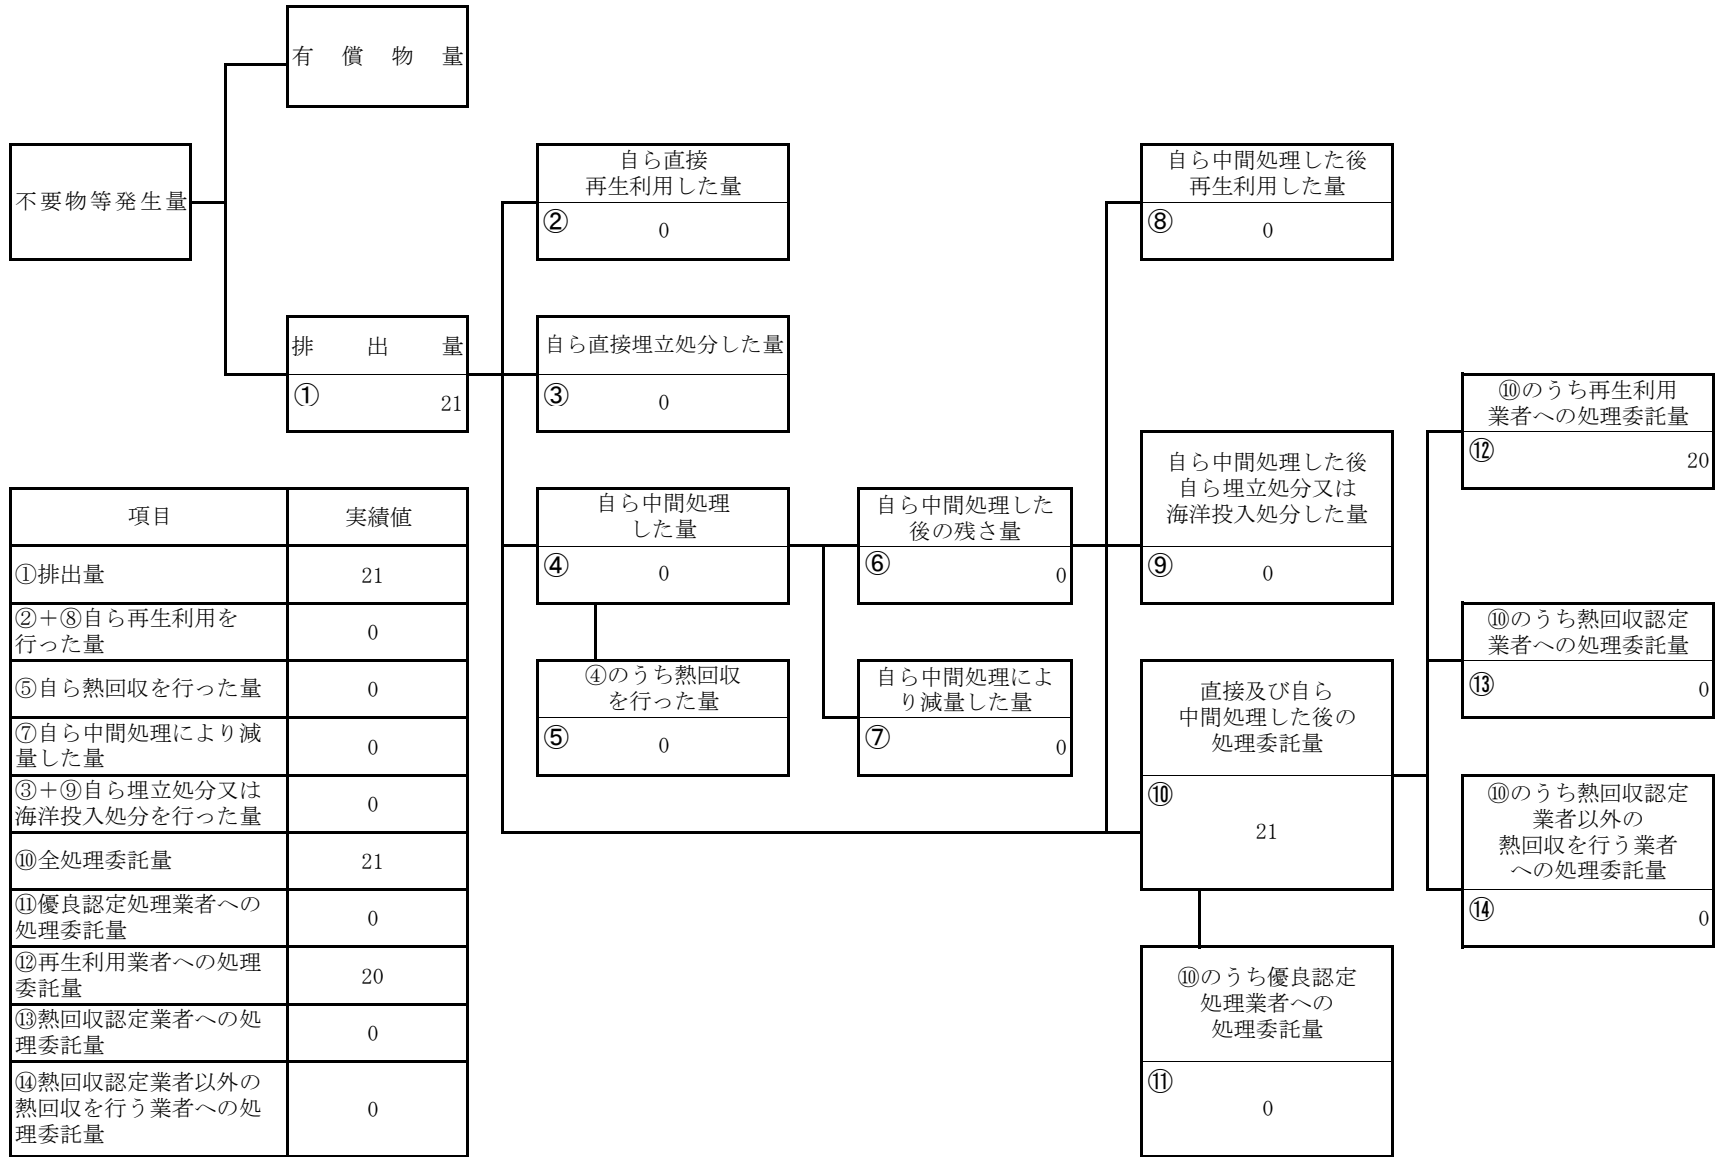 有償物量
不要物等発生量
排出量
①
21
自ら直接
再生利用した量
②
0
自ら直接埋立処分した量
③
0
自ら中間処理
した量
④
0
④のうち熱回収
を行った量
⑤
0
自ら中間処理した
後の残さ量
⑥
0
自ら中間処理によ
り減量した量
⑦
0
自ら中間処理した後
再生利用した量
⑧
0
自ら中間処理した後
自ら埋立処分又は
海洋投入処分した量
⑨
0
直接及び自ら
中間処理した後の
処理委託量
⑩
21
⑩のうち優良認定
処理業者への
処理委託量
⑪
0
⑩のうち再生利用
業者への処理委託量
⑫
20
⑩のうち熱回収認定
業者への処理委託量
⑬
0
⑩のうち熱回収認定
業者以外の
熱回収を行う業者
への処理委託量
⑭
0
項目 実績値
①排出量 21
②＋⑧自ら再生利用を
行った量 0
⑤自ら熱回収を行った量 0
⑦自ら中間処理により減
量した量 0
③＋⑨自ら埋立処分又は
海洋投入処分を行った量 0
⑩全処理委託量 21
⑪優良認定処理業者への
処理委託量 0
⑫再生利用業者への処理
委託量 20
⑬熱回収認定業者への処
理委託量 0
⑭熱回収認定業者以外の
熱回収を行う業者への処
理委託量 0